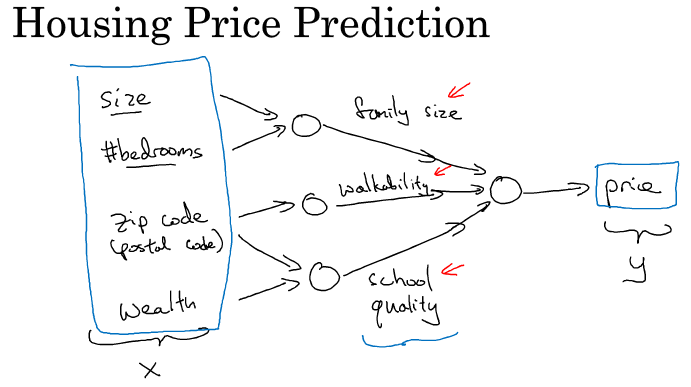 Housing Price Prediction
size
#bedrooms
zip code
(postal code)
wealth
x
family size
walkability
school
quality
price
y